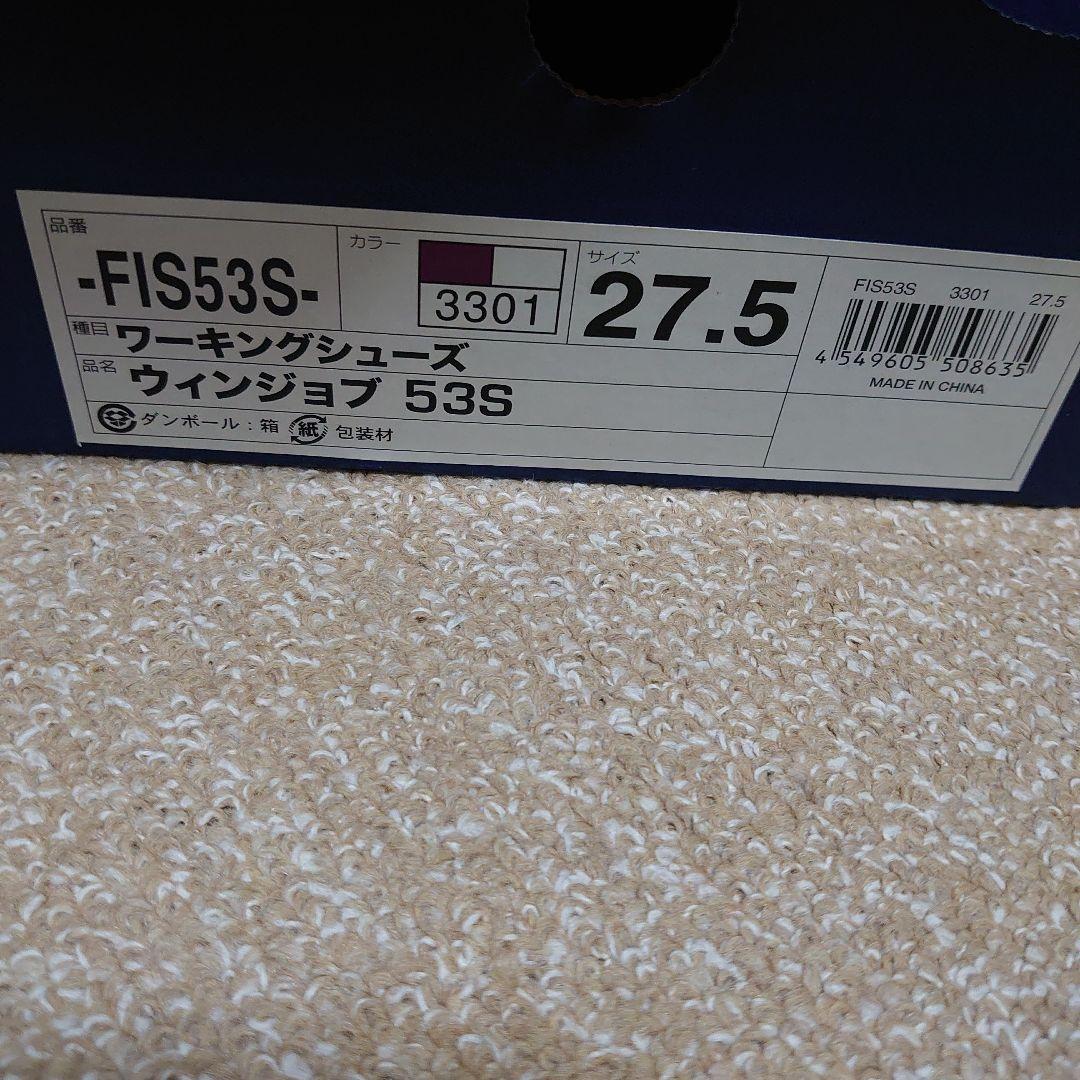 品番
-FIS53S-
カラー
3301
サイズ
27.5
種目 ワーキングシューズ
品名 ウィンジョブ 53S
ダンボール：箱 紙 包装材
FIS53S 3301 27.5
4 549605 508635
MADE IN CHINA